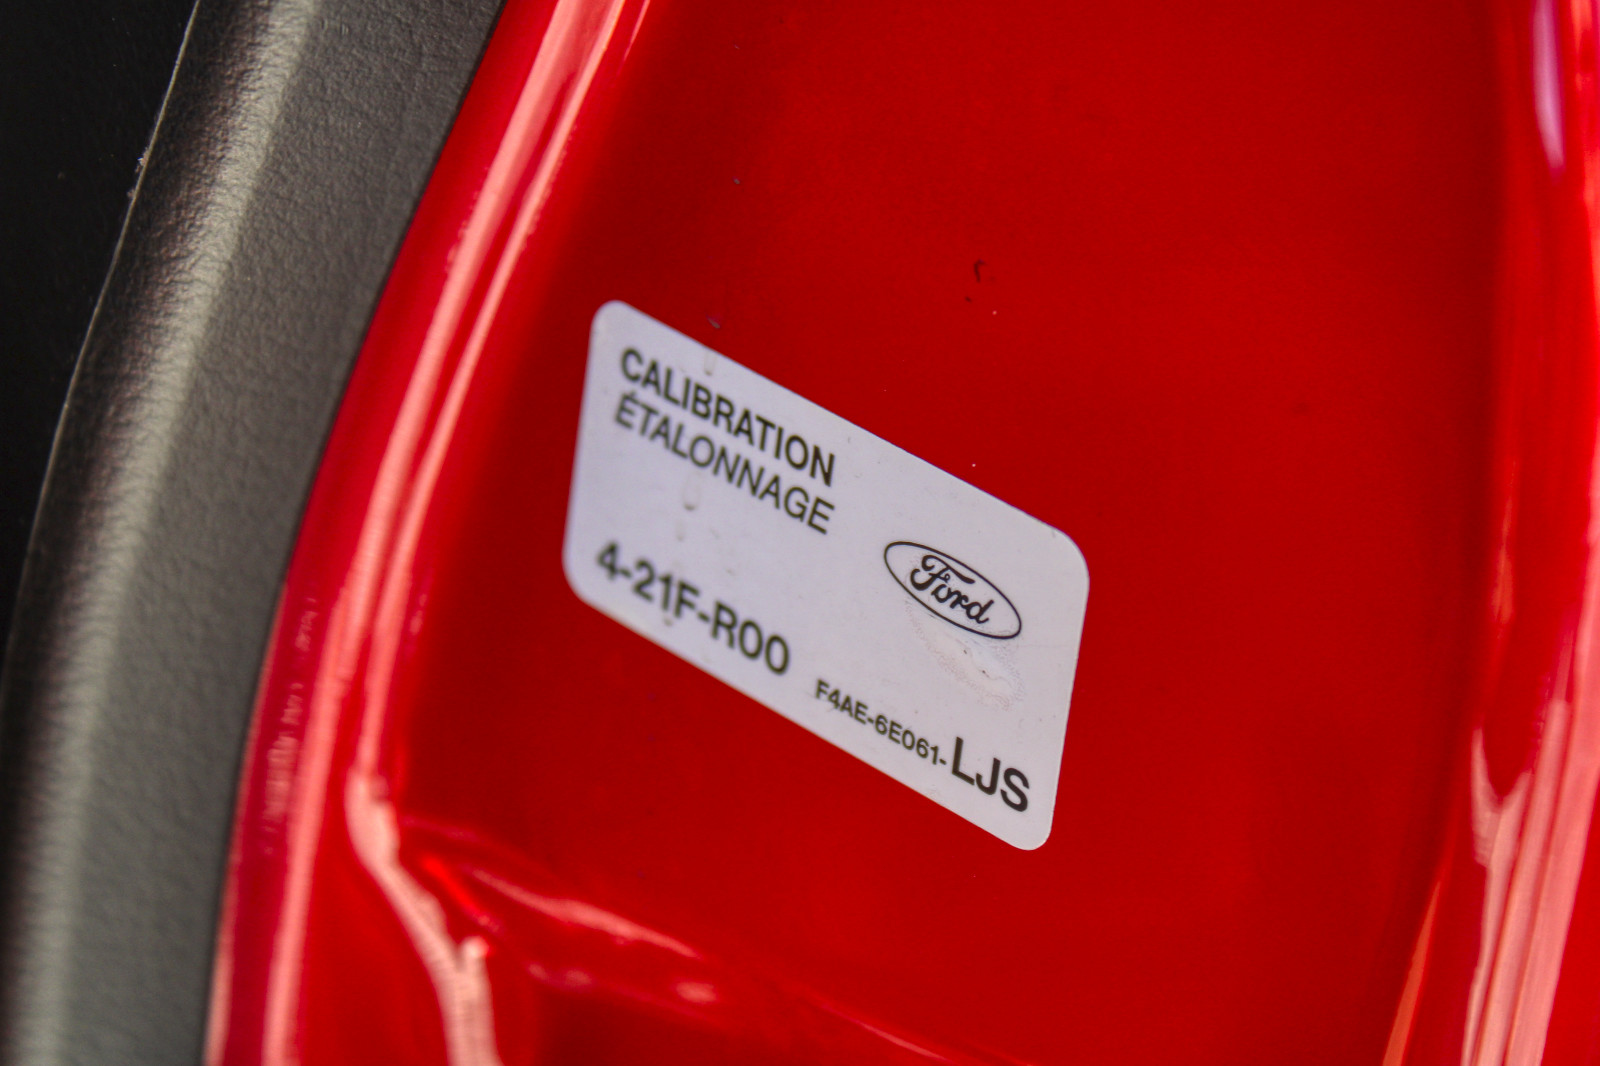 CALIBRATION
ÉTALONNAGE
4-21F-R00
Ford
F4AE-6E061-LJS